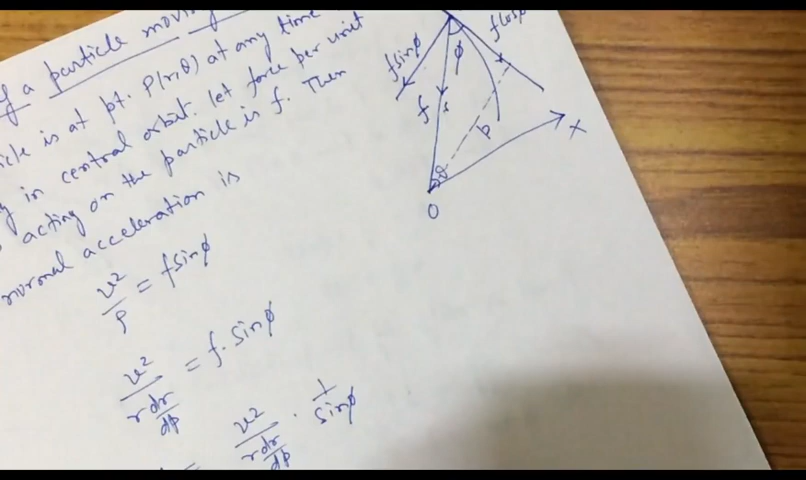 of a particle moving
particle is at pt. P(r,θ) at any time
in central orbit. let force per unit
acting on the particle is f. Then
normal acceleration is
v²/ρ = f sinϕ
v²/(r dr/dp) = f. sinϕ
= v²/(r dr/dp) . 1/sinϕ
f sinϕ
f cosϕ
ϕ
f
r
p
θ
X
O